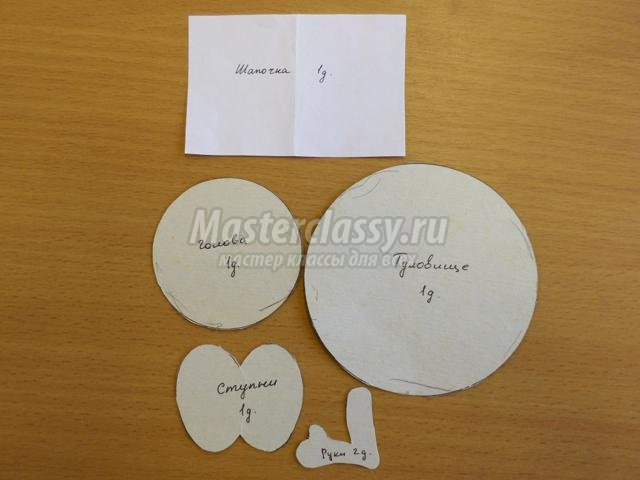 Шапочка 1д.
Masterclassy.ru
мастер классы для всех
голова
1д.
Туловище
1д.
Ступни
1д.
Руки 2д.